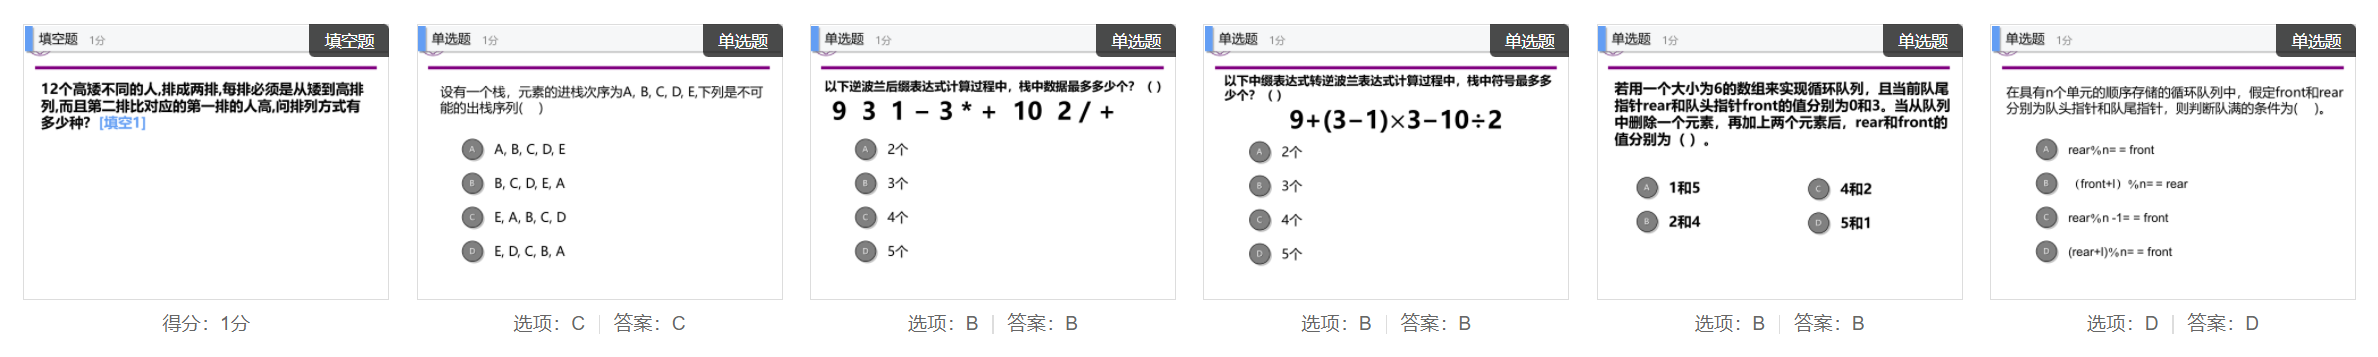 填空题 1分 填空题
12个高矮不同的人,排成两排,每排必须是从矮到高排
列,而且第二排比对应的第一排的人高,问排列方式有
多少种? [填空1]
得分：1分
单选题 1分 单选题
设有一个栈，元素的进栈次序为A, B, C, D, E,下列是不可
能的出栈序列( )
A A, B, C, D, E
B B, C, D, E, A
C E, A, B, C, D
D E, D, C, B, A
选项：C 答案：C
单选题 1分 单选题
以下逆波兰后缀表达式计算过程中，栈中数据最多多少个？（ ）
9 3 1 − 3 * + 10 2 / +
A 2个
B 3个
C 4个
D 5个
选项：B 答案：B
单选题 1分 单选题
以下中缀表达式转逆波兰表达式计算过程中，栈中符号最多多
少个？（ ）
9+(3−1)×3−10÷2
A 2个
B 3个
C 4个
D 5个
选项：B 答案：B
单选题 1分 单选题
若用一个大小为6的数组来实现循环队列，且当前队尾
指针rear和队头指针front的值分别为0和3。当从队列
中删除一个元素，再加上两个元素后，rear和front的
值分别为（ ）。
A 1和5
C 4和2
B 2和4
D 5和1
选项：B 答案：B
单选题 1分 单选题
在具有n个单元的顺序存储的循环队列中，假定front和rear
分别为队头指针和队尾指针，则判断队满的条件为( )。
A rear%n= = front
B （front+l）%n= = rear
C rear%n -1= = front
D (rear+l)%n= = front
选项：D 答案：D